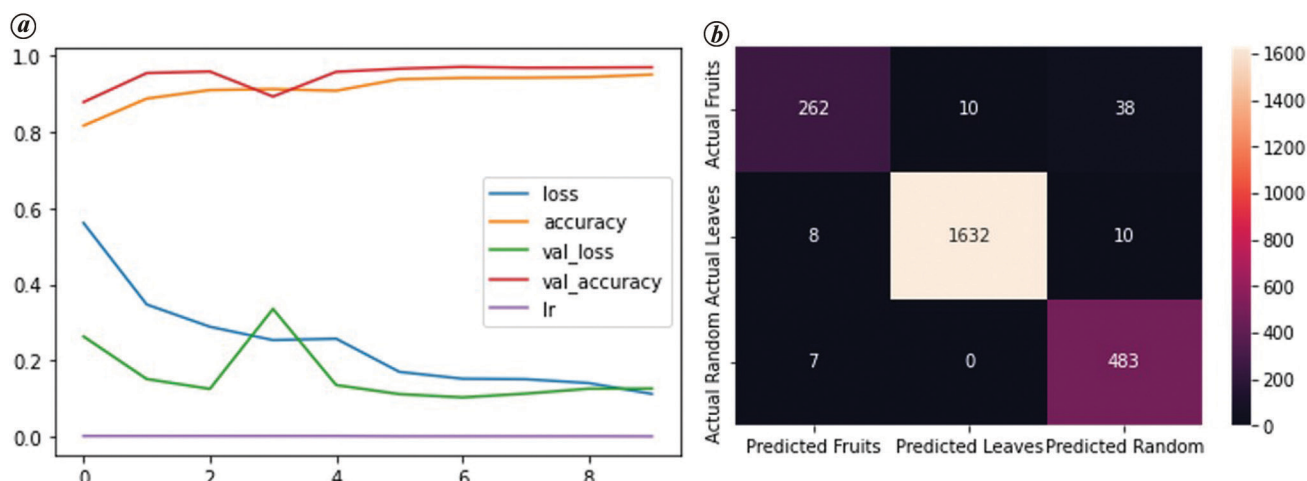 a
1.0
0.8
0.6
0.4
0.2
0.0
0 2 4 6 8
loss
accuracy
val_loss
val_accuracy
lr
b
Actual Fruits
Actual Leaves
Actual Random
262 10 38
8 1632 10
7 0 483
Predicted Fruits Predicted Leaves Predicted Random
1600
1400
1200
1000
800
600
400
200
0